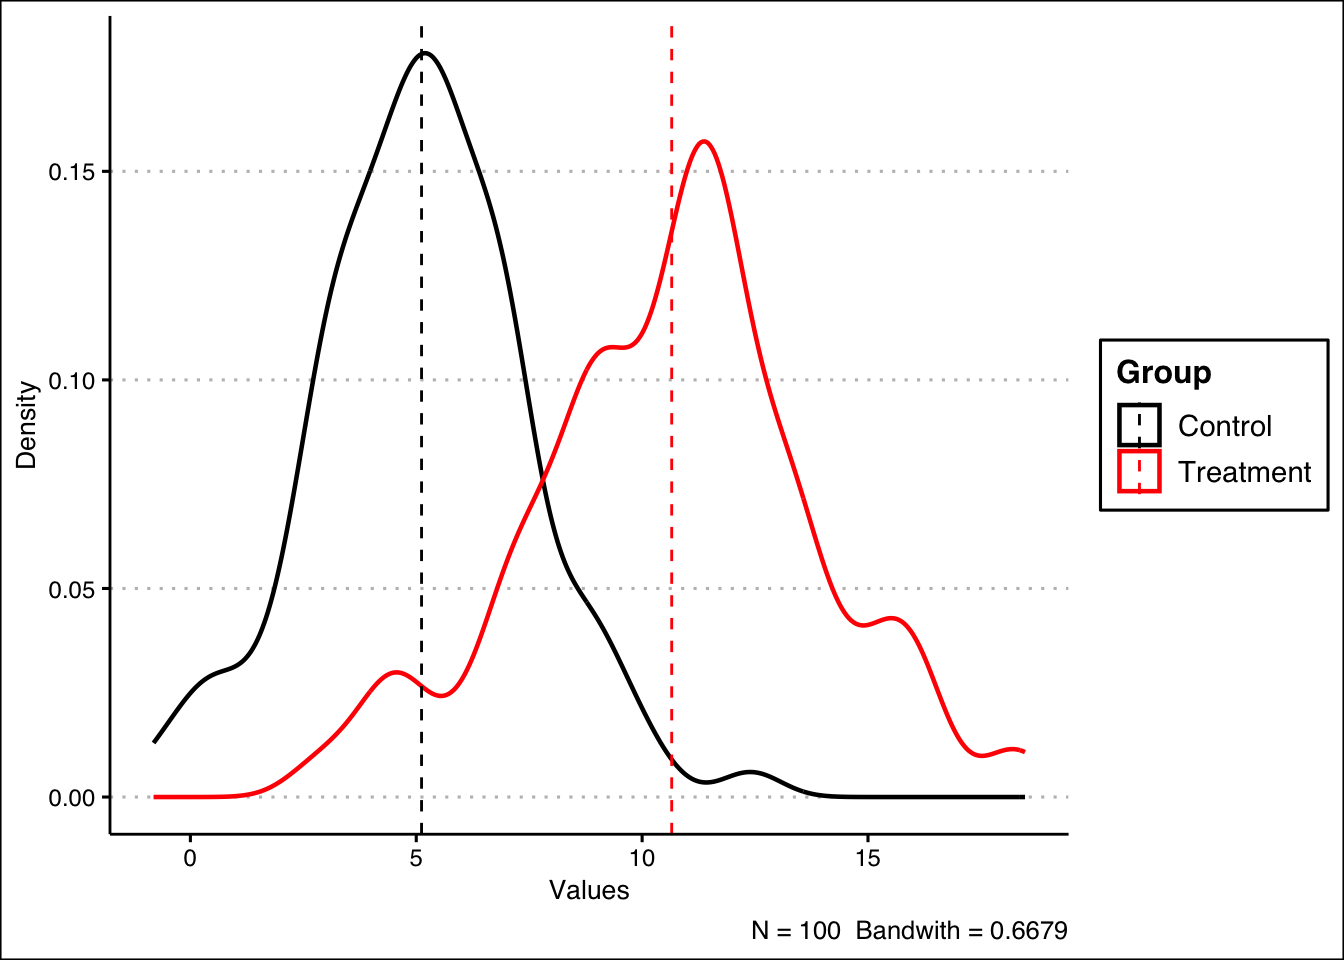 0.15
0.10
0.05
0.00
Density
0 5 10 15
Values
N = 100  Bandwith = 0.6679
Group
Control
Treatment